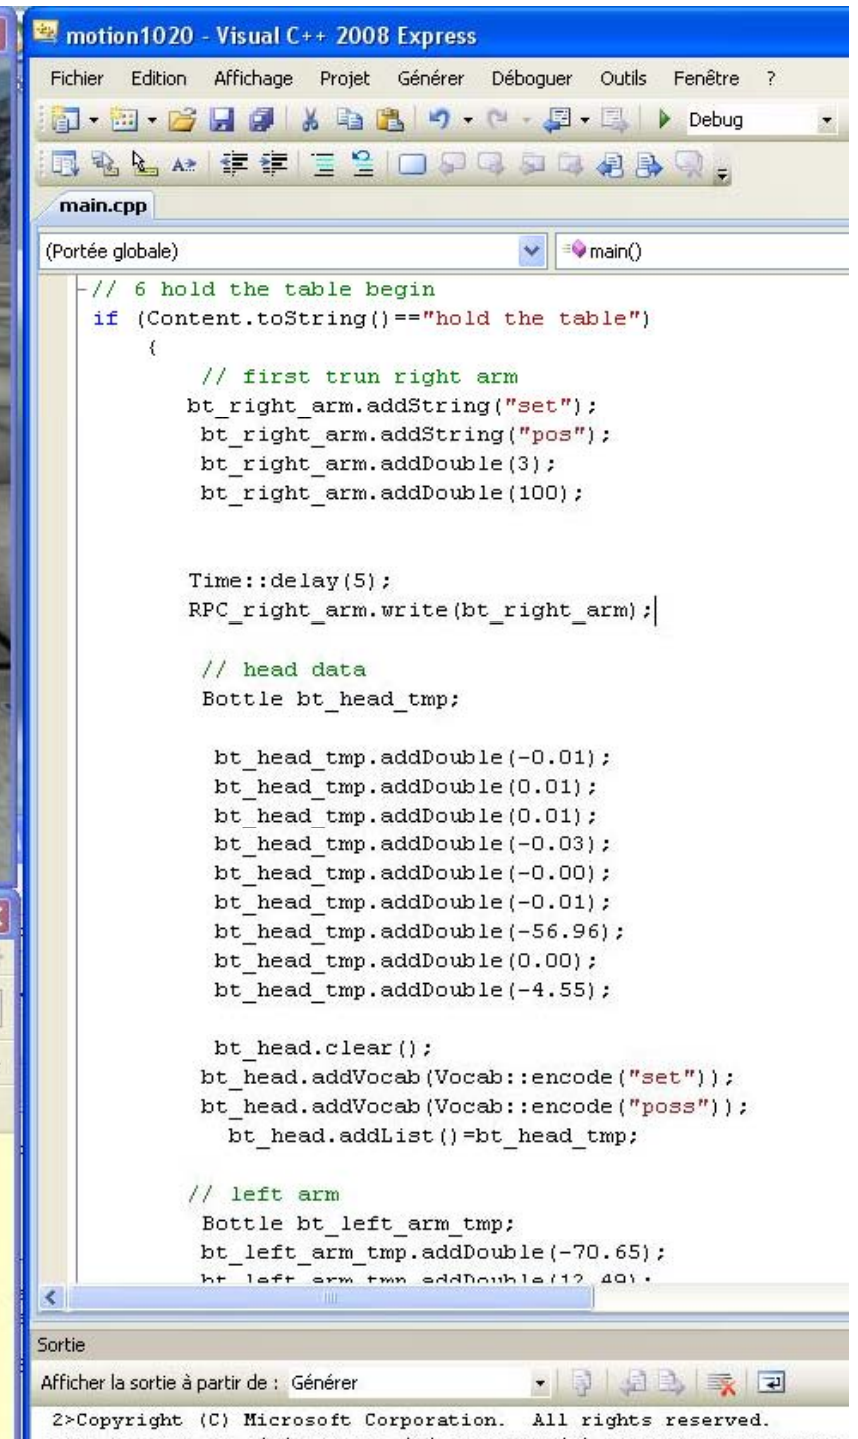 motion1020 - Visual C++ 2008 Express
Fichier Edition Affichage Projet Générer Déboguer Outils Fenêtre ?
Debug
main.cpp
(Portée globale) main()
// 6 hold the table begin
if (Content.toString()=="hold the table")
{
// first trun right arm
bt_right_arm.addString("set");
bt_right_arm.addString("pos");
bt_right_arm.addDouble(3);
bt_right_arm.addDouble(100);
Time::delay(5);
RPC_right_arm.write(bt_right_arm);
// head data
Bottle bt_head_tmp;
bt_head_tmp.addDouble(-0.01);
bt_head_tmp.addDouble(0.01);
bt_head_tmp.addDouble(0.01);
bt_head_tmp.addDouble(-0.03);
bt_head_tmp.addDouble(-0.00);
bt_head_tmp.addDouble(-0.01);
bt_head_tmp.addDouble(-56.96);
bt_head_tmp.addDouble(0.00);
bt_head_tmp.addDouble(-4.55);
bt_head.clear();
bt_head.addVocab(Vocab::encode("set"));
bt_head.addVocab(Vocab::encode("poss"));
bt_head.addList()=bt_head_tmp;
// left arm
Bottle bt_left_arm_tmp;
bt_left_arm_tmp.addDouble(-70.65);
bt_left_arm_tmp.addDouble(12.49);
Sortie
Afficher la sortie à partir de : Générer
2>Copyright (C) Microsoft Corporation. All rights reserved.